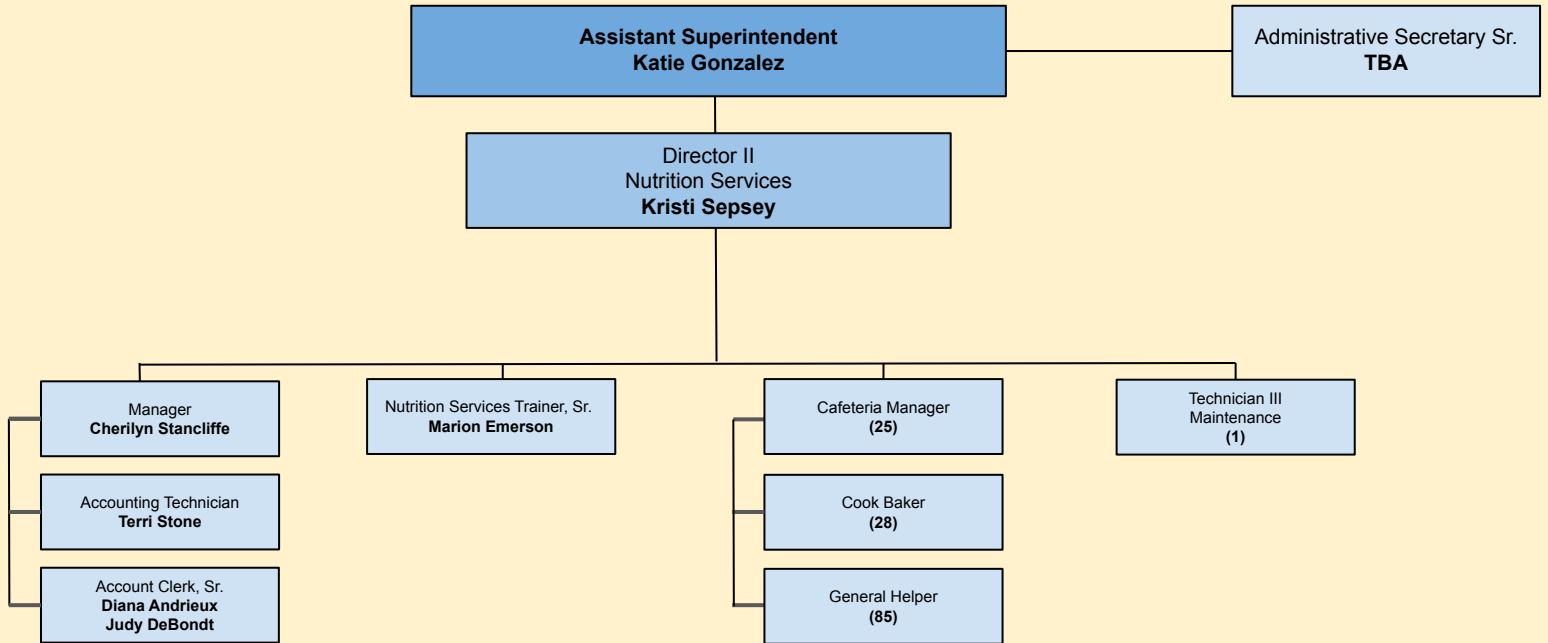 Assistant Superintendent
Katie Gonzalez
Administrative Secretary Sr.
TBA
Director II
Nutrition Services
Kristi Sepsey
Manager
Cherilyn Stancliffe
Accounting Technician
Terri Stone
Account Clerk, Sr.
Diana Andrieux
Judy DeBondt
Nutrition Services Trainer, Sr.
Marion Emerson
Cafeteria Manager
(25)
Cook Baker
(28)
General Helper
(85)
Technician III
Maintenance
(1)